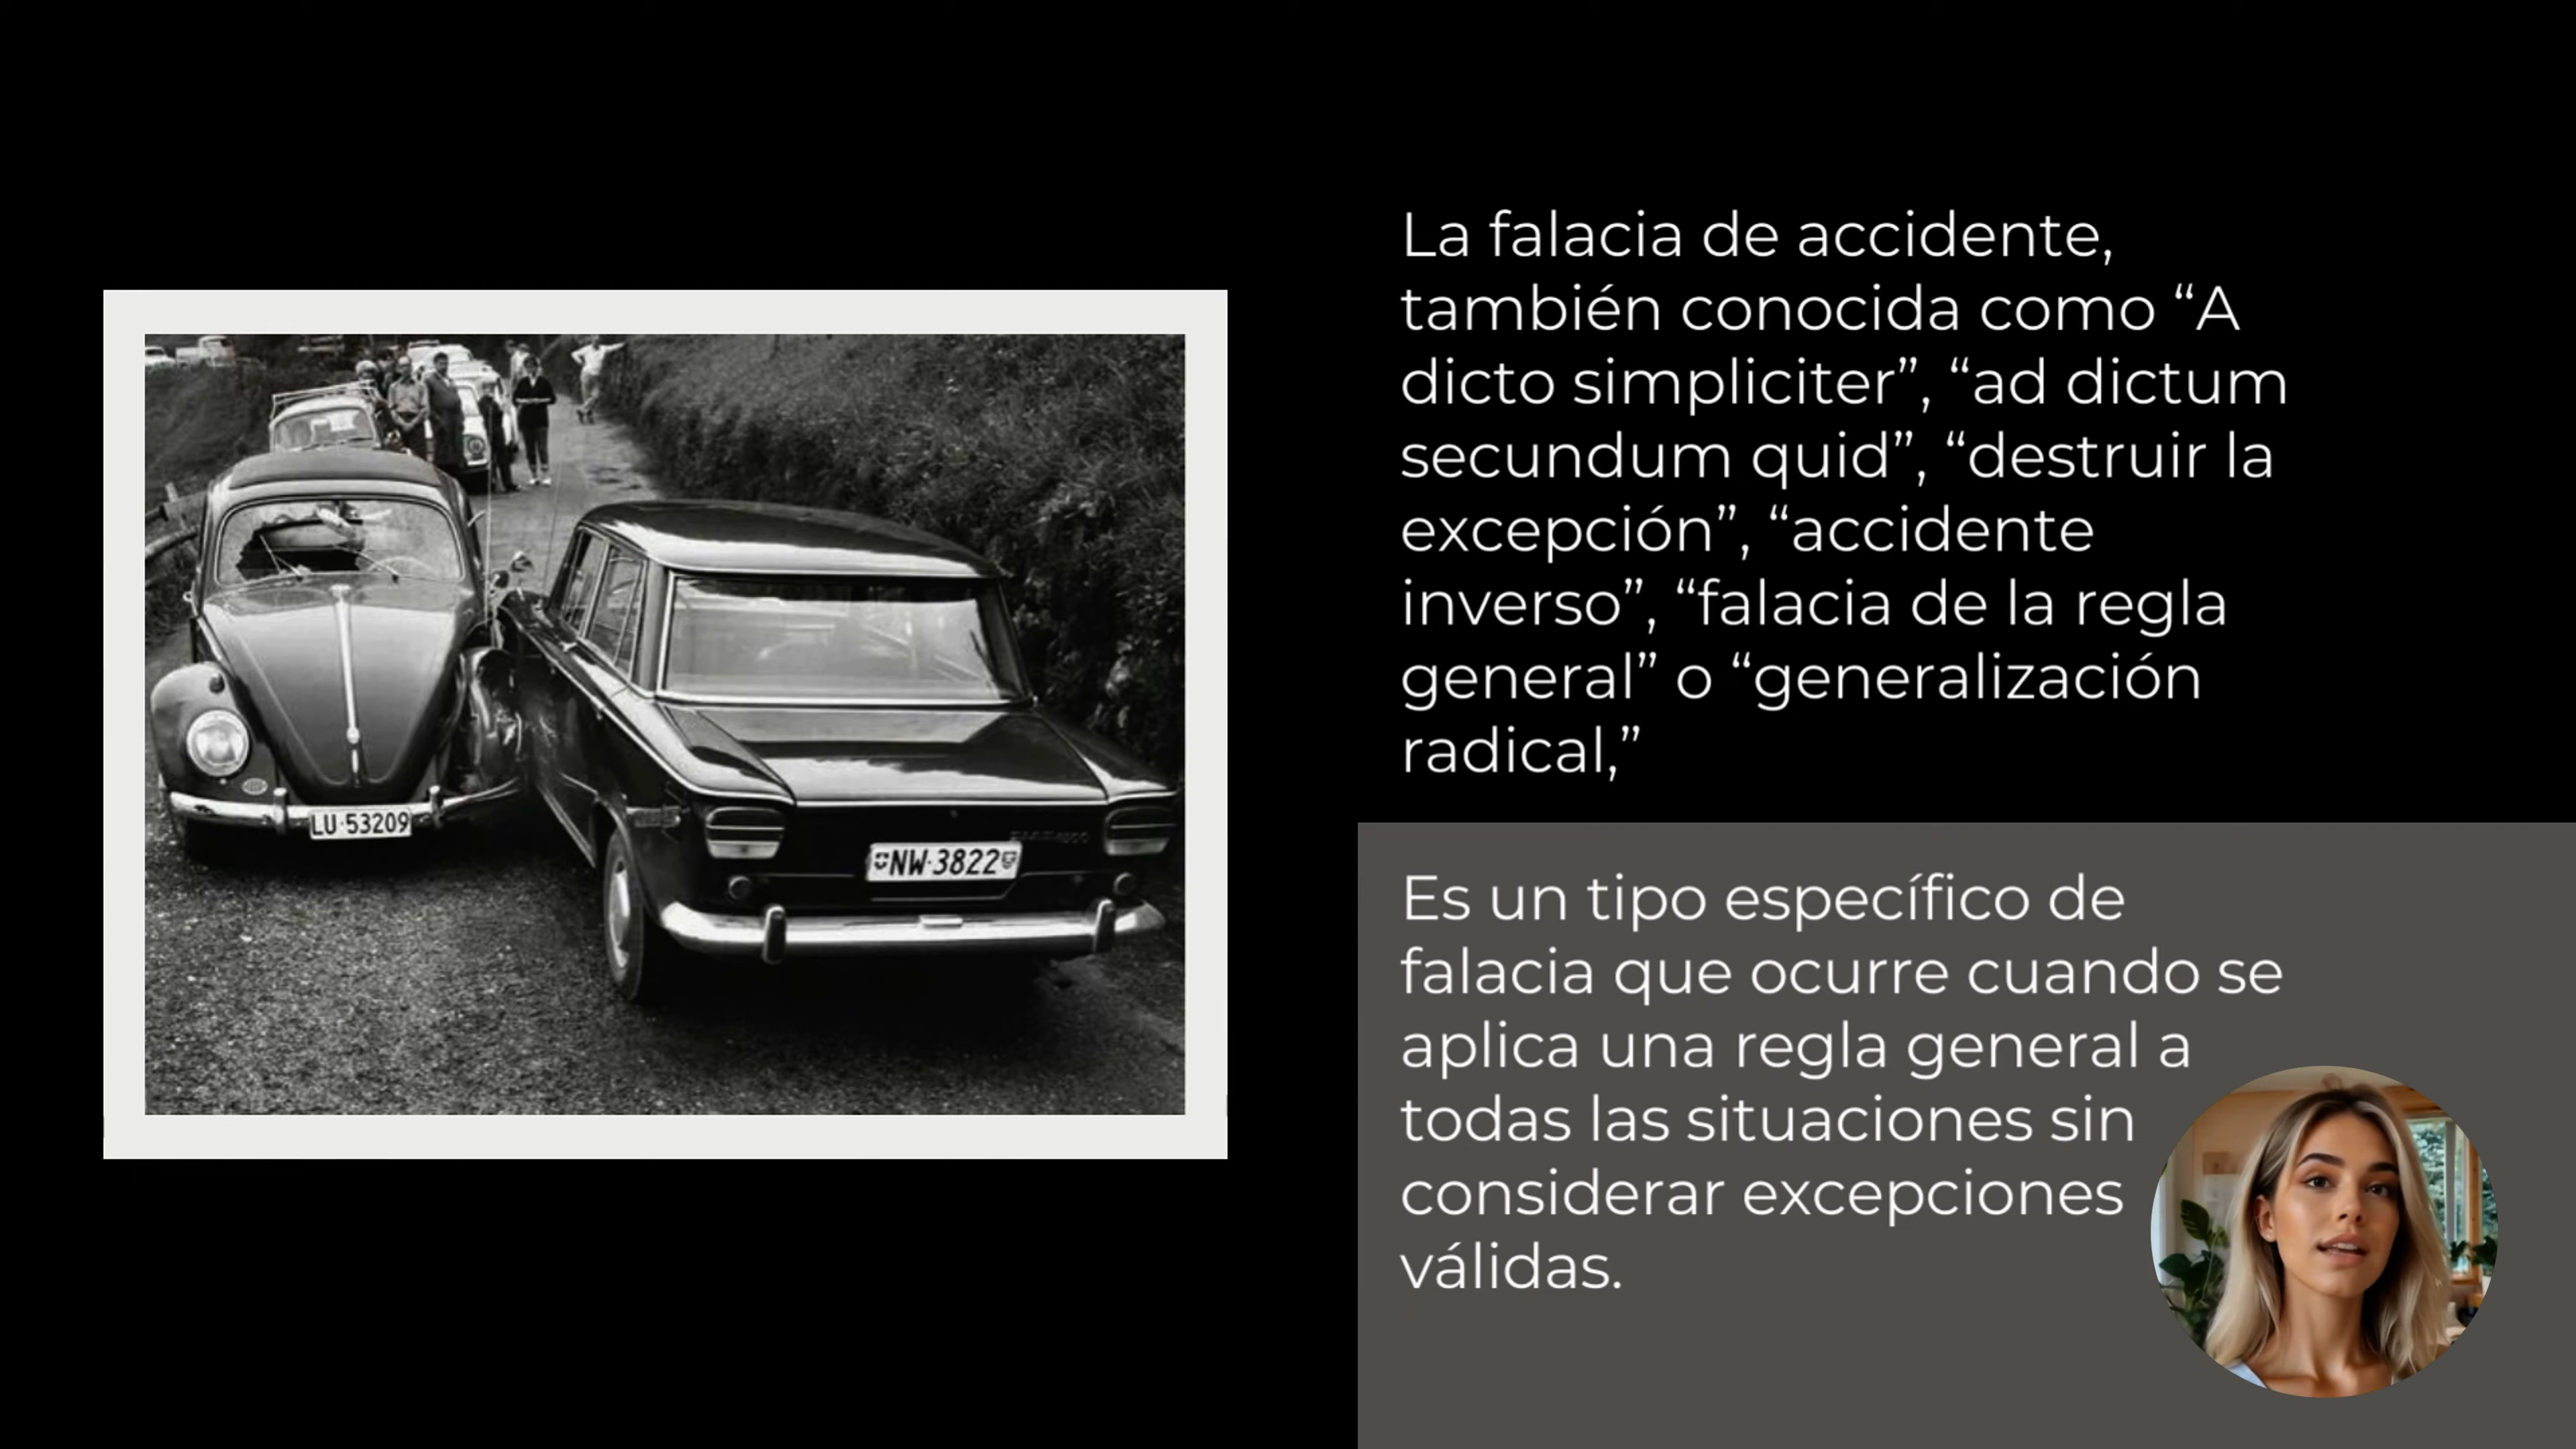 La falacia de accidente,
también conocida como “A
dicto simpliciter”, “ad dictum
secundum quid”, “destruir la
excepción”, “accidente
inverso”, “falacia de la regla
general” o “generalización
radical,”
LU·53209
NW·3822
Es un tipo específico de
falacia que ocurre cuando se
aplica una regla general a
todas las situaciones sin
considerar excepciones
válidas.